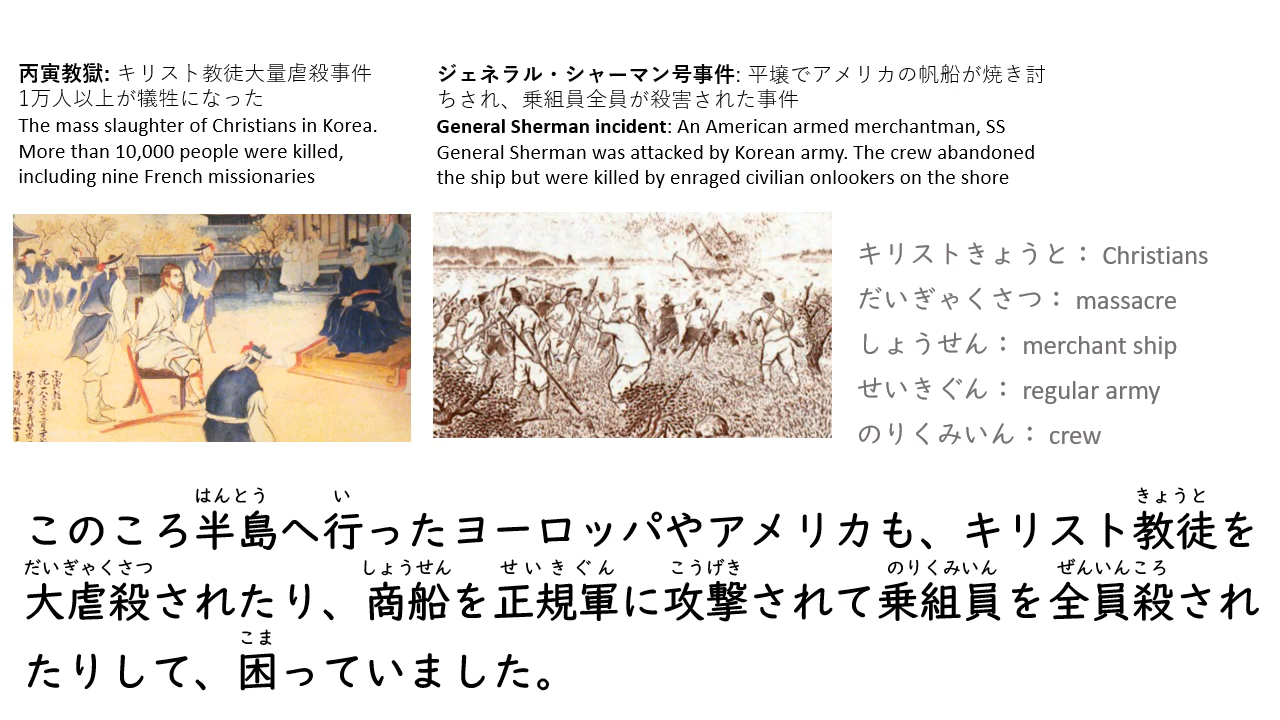 丙寅教獄: キリスト教徒大量虐殺事件
1万人以上が犠牲になった
The mass slaughter of Christians in Korea.
More than 10,000 people were killed,
including nine French missionaries
ジェネラル・シャーマン号事件: 平壌でアメリカの帆船が焼き討
ちされ、乗組員全員が殺害された事件
General Sherman incident: An American armed merchantman, SS
General Sherman was attacked by Korean army. The crew abandoned
the ship but were killed by enraged civilian onlookers on the shore
キリストきょうと： Christians
だいぎゃくさつ： massacre
しょうせん： merchant ship
せいきぐん： regular army
のりくみいん： crew
はんとう い きょうと
このころ半島へ行ったヨーロッパやアメリカも、キリスト教徒を
だいぎゃくさつ しょうせん せいきぐん こうげき のりくみいん ぜんいんころ
大虐殺されたり、商船を正規軍に攻撃されて乗組員を全員殺され
こま
たりして、困っていました。